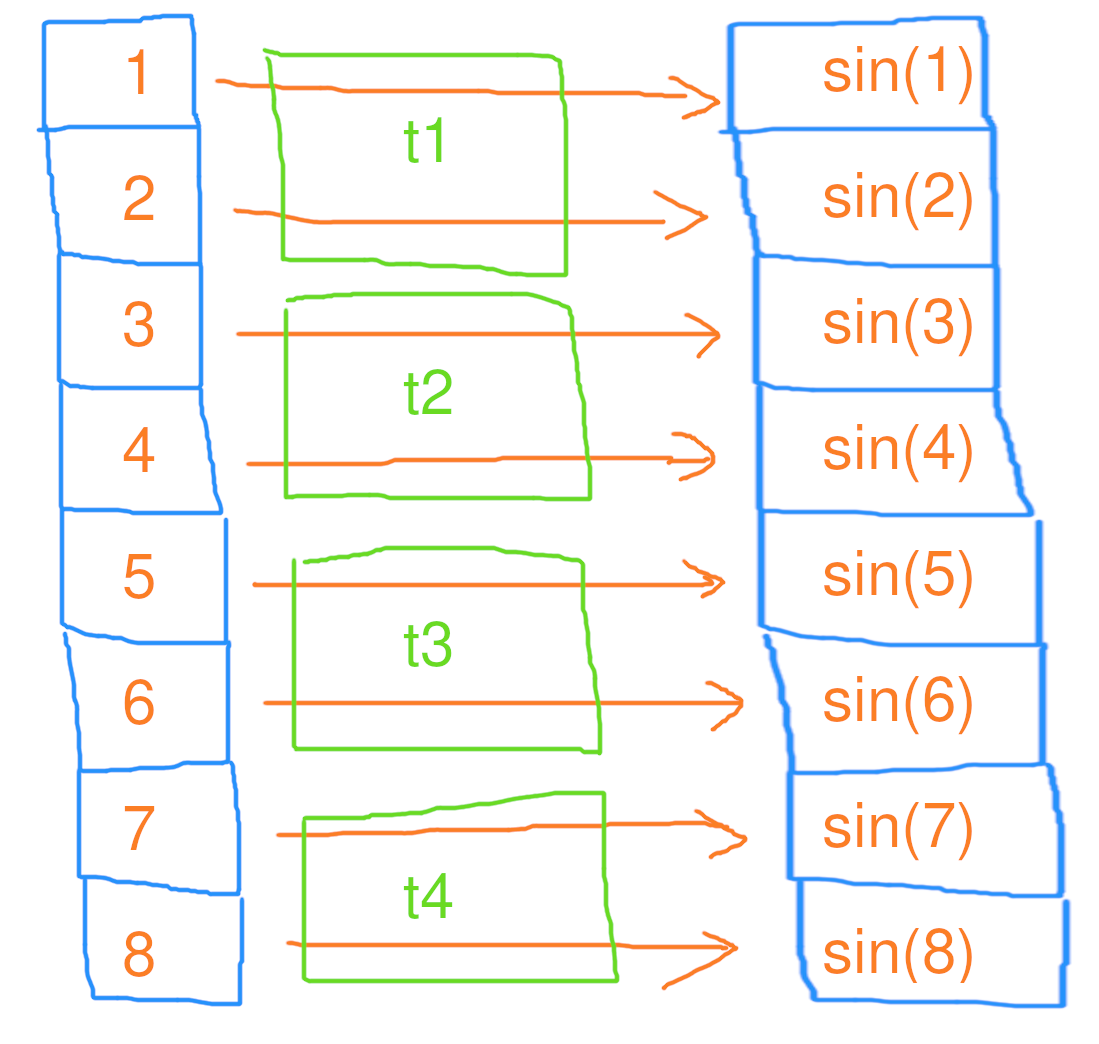 1
sin(1)
t1
2
sin(2)
3
sin(3)
t2
4
sin(4)
5
sin(5)
t3
6
sin(6)
7
sin(7)
t4
8
sin(8)